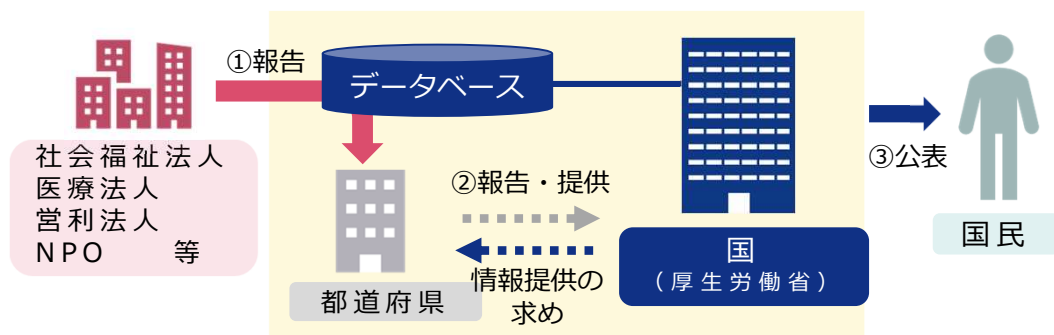 ①報告
データベース
社会福祉法人
医療法人
営利法人
NPO　　等
②報告・提供
情報提供の
求め
都道府県
国
（厚生労働省）
③公表
国民